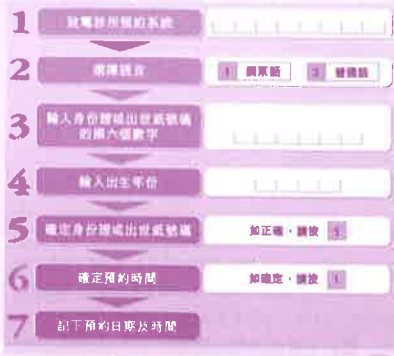 1
致電診所預約系統
2
選擇語言
1 廣東話 2 普通話
3
輸入身份證或出世紙號碼
的頭六個數字
4
輸入出生年份
5
確定身份證或出世紙號碼
如正確，請按 1
6
確定預約時間
如確定，請按 1
7
記下預約日期及時間